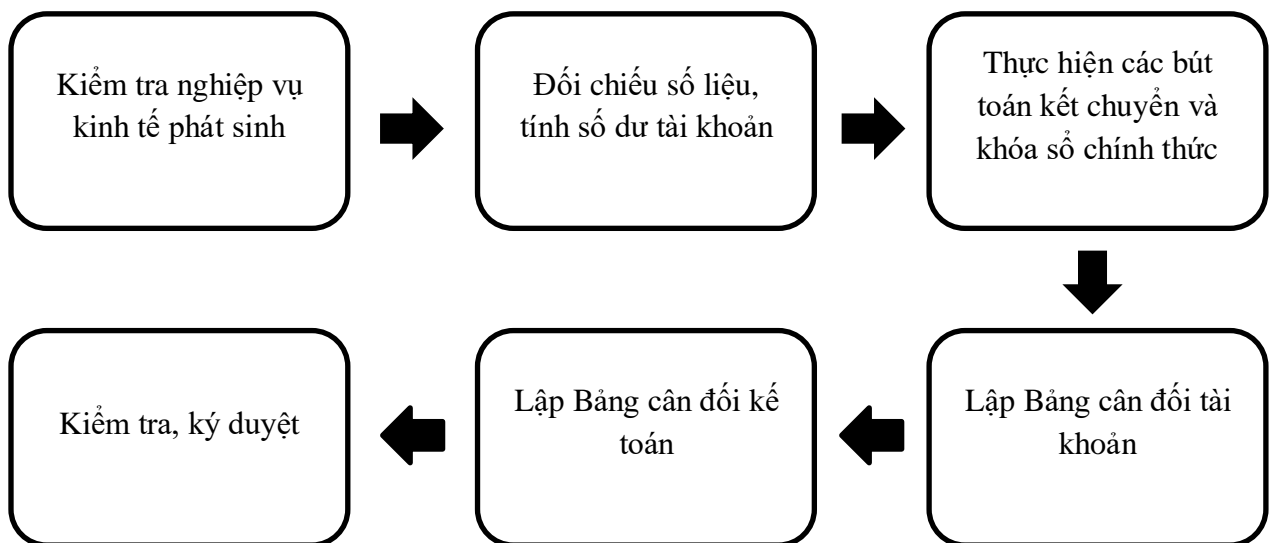 Kiểm tra nghiệp vụ
kinh tế phát sinh
Đối chiếu số liệu,
tính số dư tài khoản
Thực hiện các bút
toán kết chuyển và
khóa sổ chính thức
Lập Bảng cân đối tài
khoản
Lập Bảng cân đối kế
toán
Kiểm tra, ký duyệt